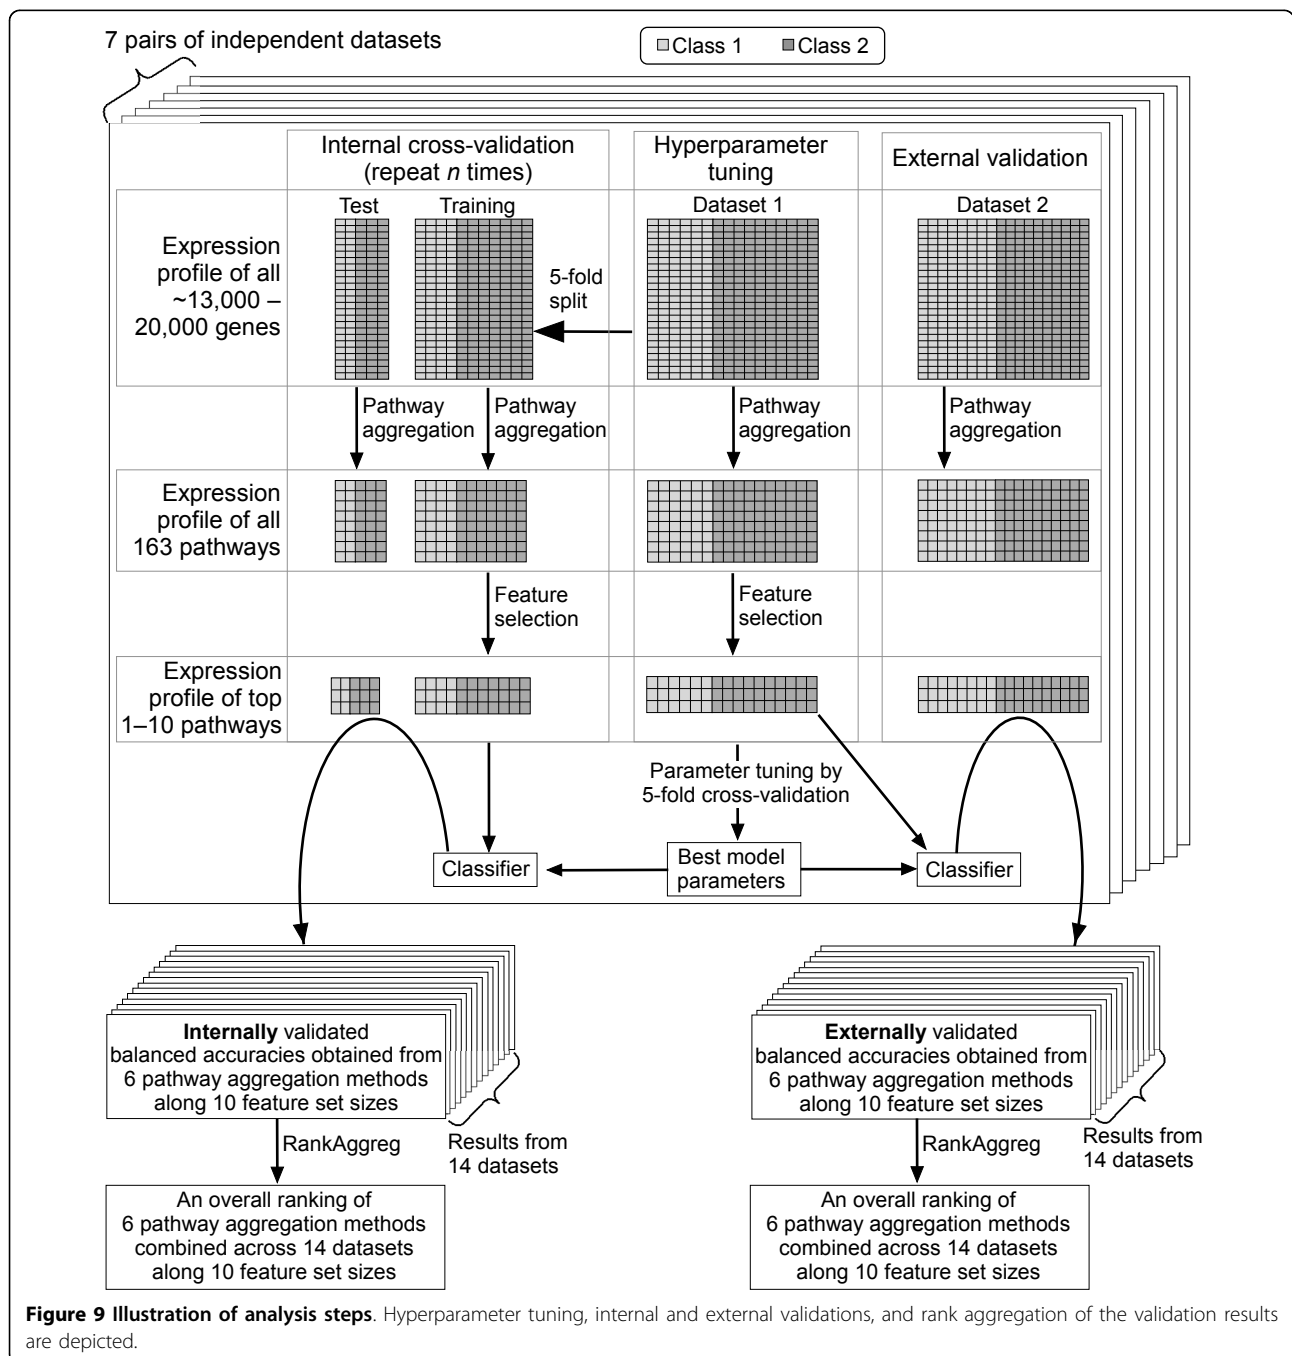 7 pairs of independent datasets
Class 1
Class 2
Internal cross-validation
(repeat n times)
Hyperparameter
tuning
External validation
Test
Training
Dataset 1
Dataset 2
Expression
profile of all
~13,000 –
20,000 genes
5-fold
split
Pathway
aggregation
Pathway
aggregation
Pathway
aggregation
Pathway
aggregation
Expression
profile of all
163 pathways
Feature
selection
Feature
selection
Expression
profile of top
1–10 pathways
Parameter tuning by
5-fold cross-validation
Classifier
Best model
parameters
Classifier
Internally validated
balanced accuracies obtained from
6 pathway aggregation methods
along 10 feature set sizes
Results from
14 datasets
RankAggreg
An overall ranking of
6 pathway aggregation methods
combined across 14 datasets
along 10 feature set sizes
Externally validated
balanced accuracies obtained from
6 pathway aggregation methods
along 10 feature set sizes
Results from
14 datasets
RankAggreg
An overall ranking of
6 pathway aggregation methods
combined across 14 datasets
along 10 feature set sizes
Figure 9 Illustration of analysis steps. Hyperparameter tuning, internal and external validations, and rank aggregation of the validation results
are depicted.